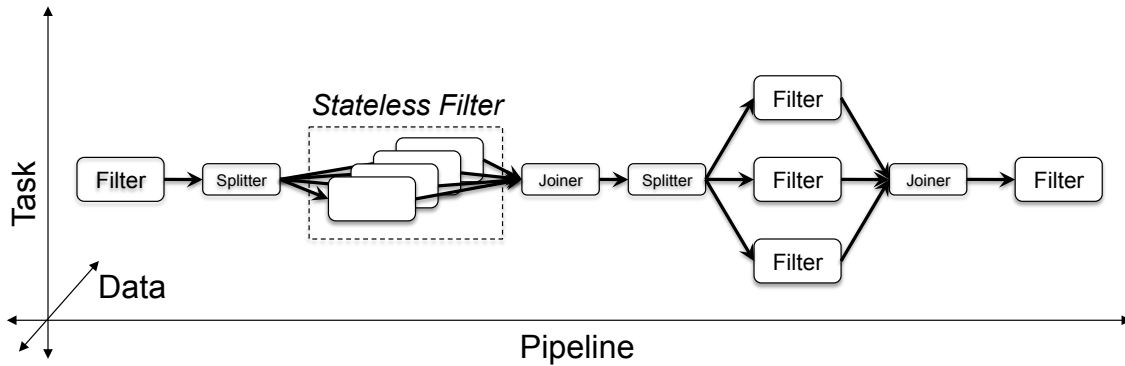 Task
Stateless Filter
Filter
Splitter
Joiner
Splitter
Filter
Filter
Filter
Joiner
Filter
Data
Pipeline